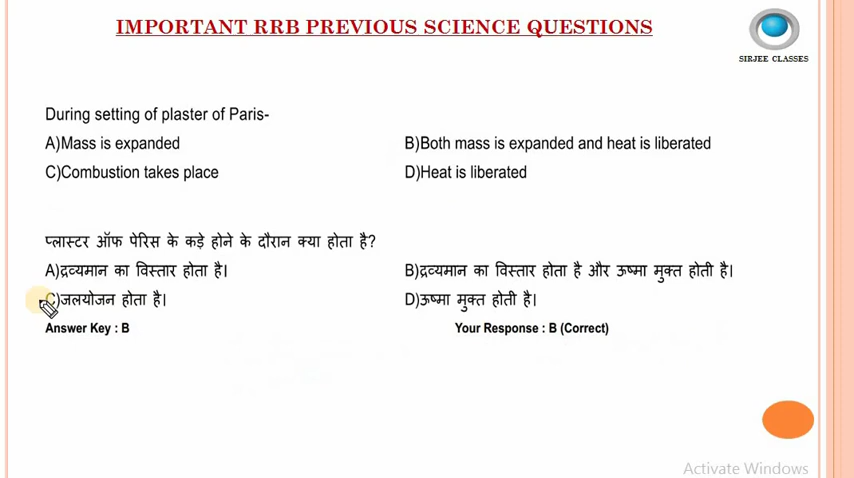 IMPORTANT RRB PREVIOUS SCIENCE QUESTIONS
SIRJEE CLASSES
During setting of plaster of Paris-
A)Mass is expanded
B)Both mass is expanded and heat is liberated
C)Combustion takes place
D)Heat is liberated
प्लास्टर ऑफ पेरिस के कड़े होने के दौरान क्या होता है?
A)द्रव्यमान का विस्तार होता है।
B)द्रव्यमान का विस्तार होता है और ऊष्मा मुक्त होती है।
C)जलयोजन होता है।
D)ऊष्मा मुक्त होती है।
Answer Key : B
Your Response : B (Correct)
Activate Windows